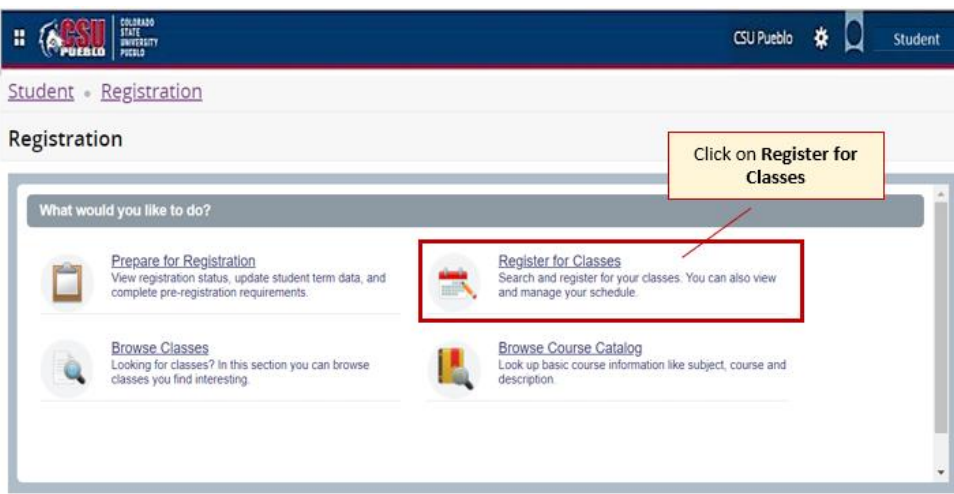 CSU
PUEBLO
COLORADO
STATE
UNIVERSITY
PUEBLO
CSU Pueblo
Student
Student • Registration
Registration
Click on Register for
Classes
What would you like to do?
Prepare for Registration
View registration status, update student term data, and
complete pre-registration requirements.
Register for Classes
Search and register for your classes. You can also view
and manage your schedule.
Browse Classes
Looking for classes? In this section you can browse
classes you find interesting.
Browse Course Catalog
Look up basic course information like subject, course and
description.